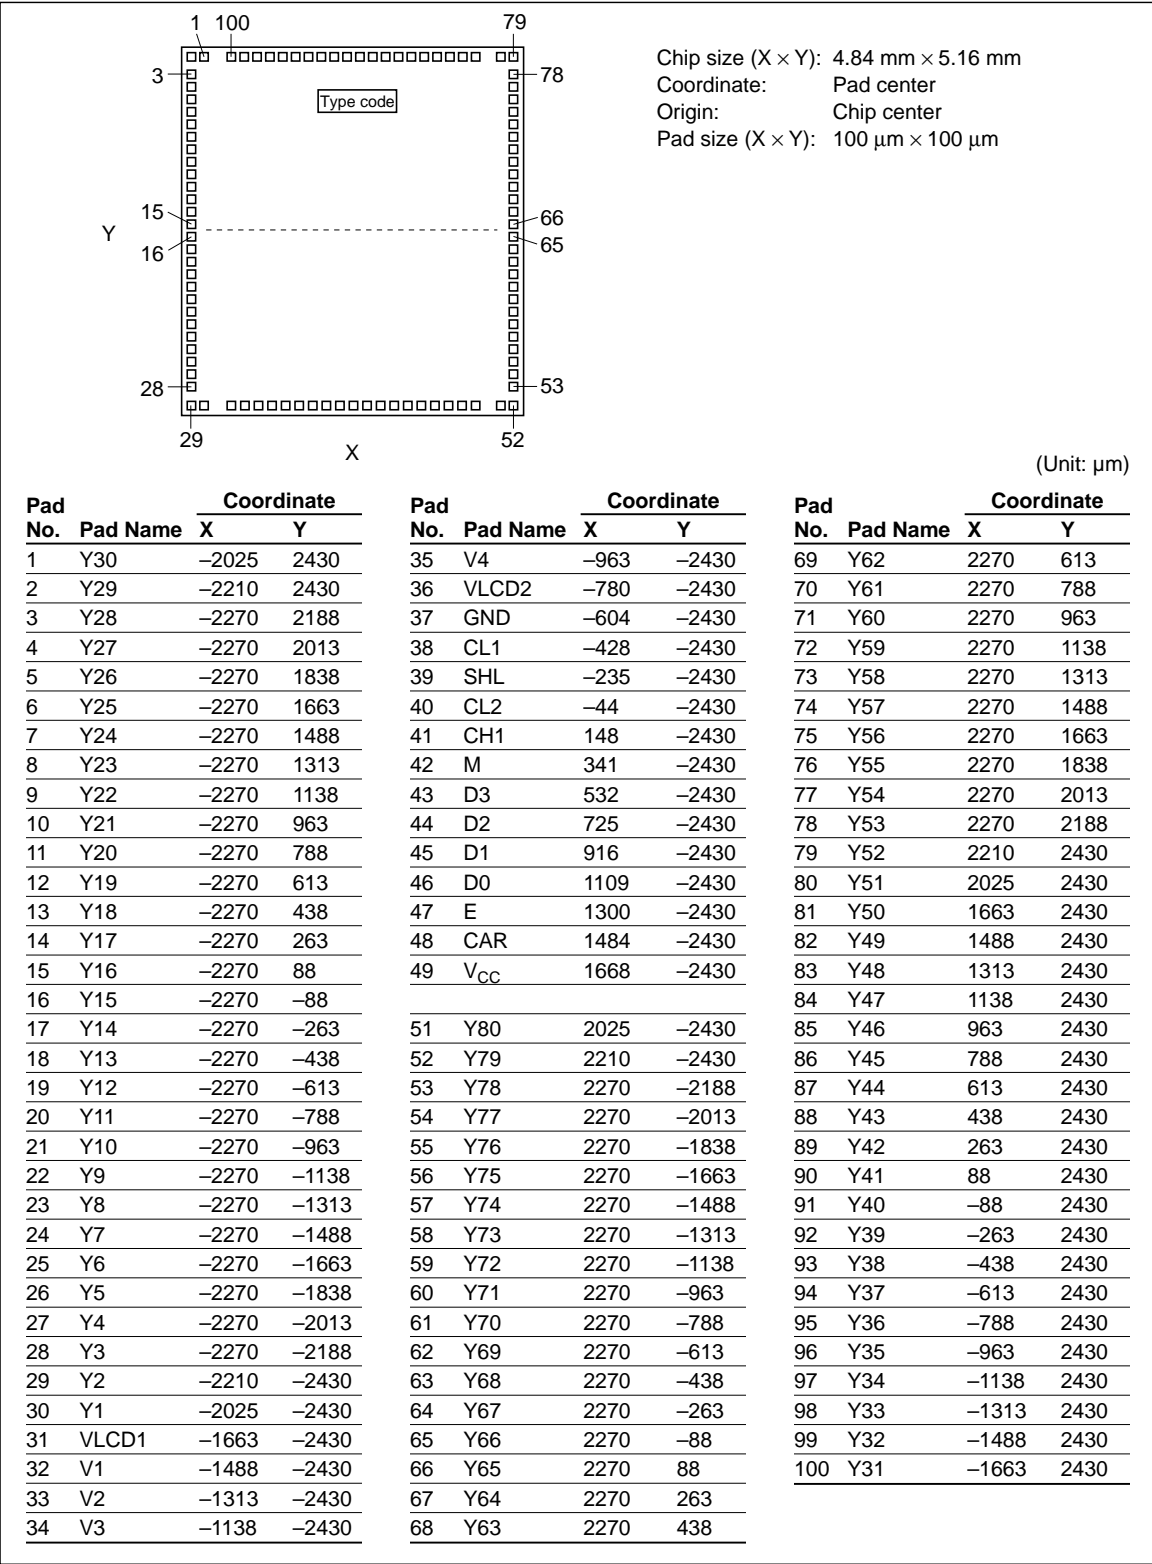 1 100 79
3 78
Type code
15 66
Y
16 65
28 53
29 52
X
Chip size (X × Y): 4.84 mm × 5.16 mm
Coordinate: Pad center
Origin: Chip center
Pad size (X × Y): 100 µm × 100 µm
(Unit: µm)
Pad No. Pad Name Coordinate X Y
1 Y30 –2025 2430
2 Y29 –2210 2430
3 Y28 –2270 2188
4 Y27 –2270 2013
5 Y26 –2270 1838
6 Y25 –2270 1663
7 Y24 –2270 1488
8 Y23 –2270 1313
9 Y22 –2270 1138
10 Y21 –2270 963
11 Y20 –2270 788
12 Y19 –2270 613
13 Y18 –2270 438
14 Y17 –2270 263
15 Y16 –2270 88
16 Y15 –2270 –88
17 Y14 –2270 –263
18 Y13 –2270 –438
19 Y12 –2270 –613
20 Y11 –2270 –788
21 Y10 –2270 –963
22 Y9 –2270 –1138
23 Y8 –2270 –1313
24 Y7 –2270 –1488
25 Y6 –2270 –1663
26 Y5 –2270 –1838
27 Y4 –2270 –2013
28 Y3 –2270 –2188
29 Y2 –2210 –2430
30 Y1 –2025 –2430
31 VLCD1 –1663 –2430
32 V1 –1488 –2430
33 V2 –1313 –2430
34 V3 –1138 –2430
Pad No. Pad Name Coordinate X Y
35 V4 –963 –2430
36 VLCD2 –780 –2430
37 GND –604 –2430
38 CL1 –428 –2430
39 SHL –235 –2430
40 CL2 –44 –2430
41 CH1 148 –2430
42 M 341 –2430
43 D3 532 –2430
44 D2 725 –2430
45 D1 916 –2430
46 D0 1109 –2430
47 E 1300 –2430
48 CAR 1484 –2430
49 VCC 1668 –2430
51 Y80 2025 –2430
52 Y79 2210 –2430
53 Y78 2270 –2188
54 Y77 2270 –2013
55 Y76 2270 –1838
56 Y75 2270 –1663
57 Y74 2270 –1488
58 Y73 2270 –1313
59 Y72 2270 –1138
60 Y71 2270 –963
61 Y70 2270 –788
62 Y69 2270 –613
63 Y68 2270 –438
64 Y67 2270 –263
65 Y66 2270 –88
66 Y65 2270 88
67 Y64 2270 263
68 Y63 2270 438
Pad No. Pad Name Coordinate X Y
69 Y62 2270 613
70 Y61 2270 788
71 Y60 2270 963
72 Y59 2270 1138
73 Y58 2270 1313
74 Y57 2270 1488
75 Y56 2270 1663
76 Y55 2270 1838
77 Y54 2270 2013
78 Y53 2270 2188
79 Y52 2210 2430
80 Y51 2025 2430
81 Y50 1663 2430
82 Y49 1488 2430
83 Y48 1313 2430
84 Y47 1138 2430
85 Y46 963 2430
86 Y45 788 2430
87 Y44 613 2430
88 Y43 438 2430
89 Y42 263 2430
90 Y41 88 2430
91 Y40 –88 2430
92 Y39 –263 2430
93 Y38 –438 2430
94 Y37 –613 2430
95 Y36 –788 2430
96 Y35 –963 2430
97 Y34 –1138 2430
98 Y33 –1313 2430
99 Y32 –1488 2430
100 Y31 –1663 2430